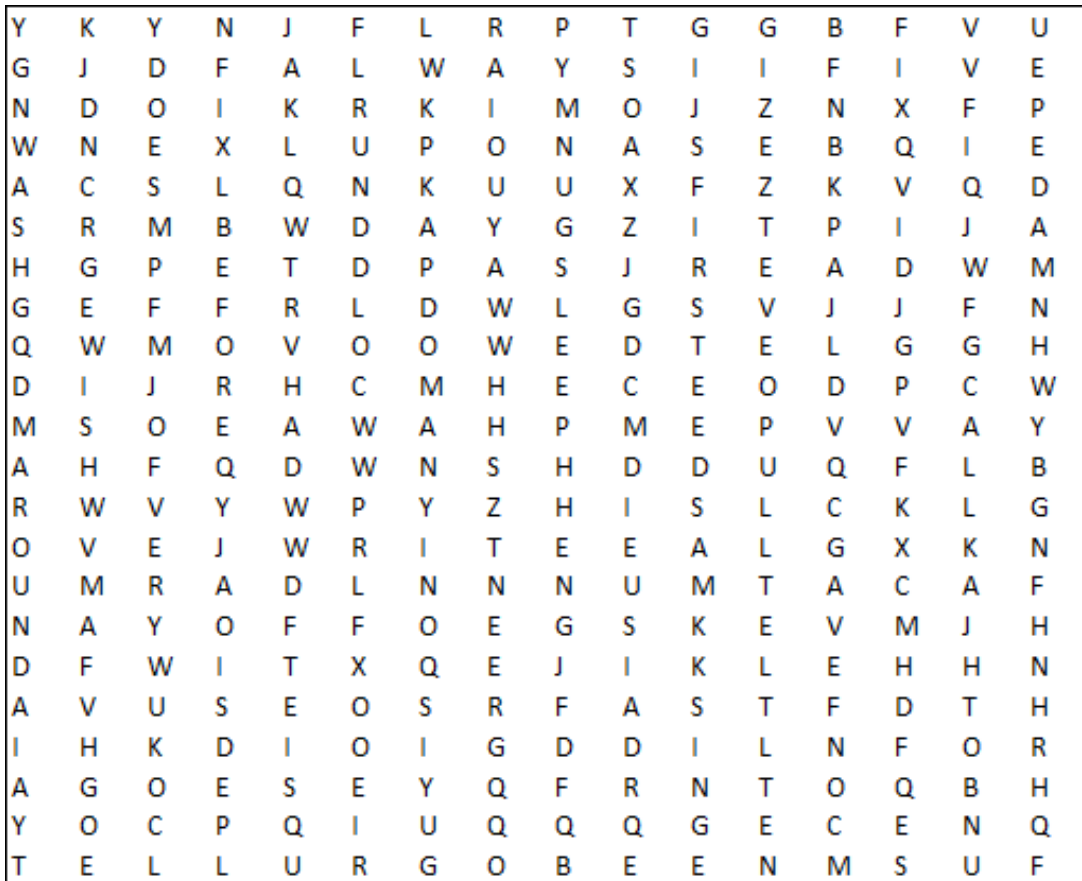 Y K Y N J F L R P T G G B F V U
G J D F A L W A Y S I I F I V E
N D O I K R K I M O J Z N X F P
W N E X L U P O N A S E B Q I E
A C S L Q N K U U X F Z K V Q D
S R M B W D A Y G Z I T P I J A
H G P E T D P A S J R E A D W M
G E F F R L D W L G S V J J F N
Q W M O V O O W E D T E L G G H
D I J R H C M H E C E O D P C W
M S O E A W A H P M E P V V A Y
A H F Q D W N S H D D U Q F L B
R W V Y W P Y Z H I S L C K L G
O V E J W R I T E E A L G X K N
U M R A D L N N N U M T A C A F
N A Y O F F O E G S K E V M J H
D F W I T X Q E J I K L E H H N
A V U S E O S R F A S T F D T H
I H K D I O I G D D I L N F O R
A G O E S E Y Q F R N T O Q B H
Y O C P Q I U Q Q Q G E C E N Q
T E L L U R G O B E E N M S U F